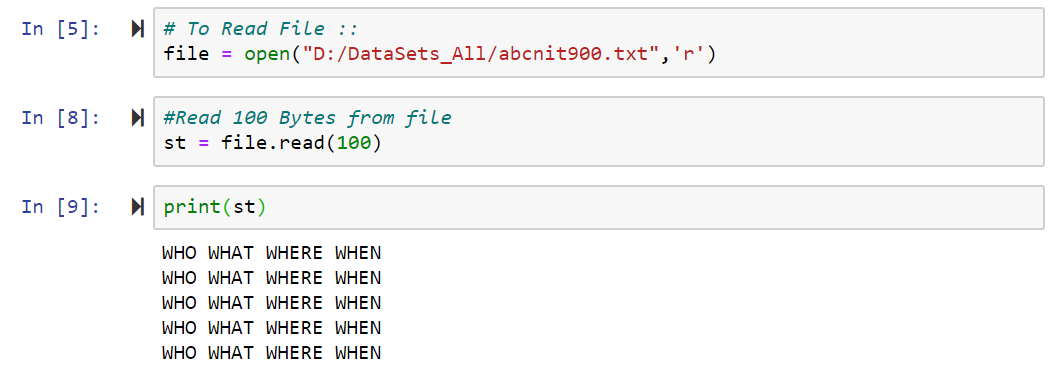 In [5]: # To Read File ::
file = open("D:/DataSets_All/abcnit900.txt",'r')
In [8]: #Read 100 Bytes from file
st = file.read(100)
In [9]: print(st)
WHO WHAT WHERE WHEN
WHO WHAT WHERE WHEN
WHO WHAT WHERE WHEN
WHO WHAT WHERE WHEN
WHO WHAT WHERE WHEN